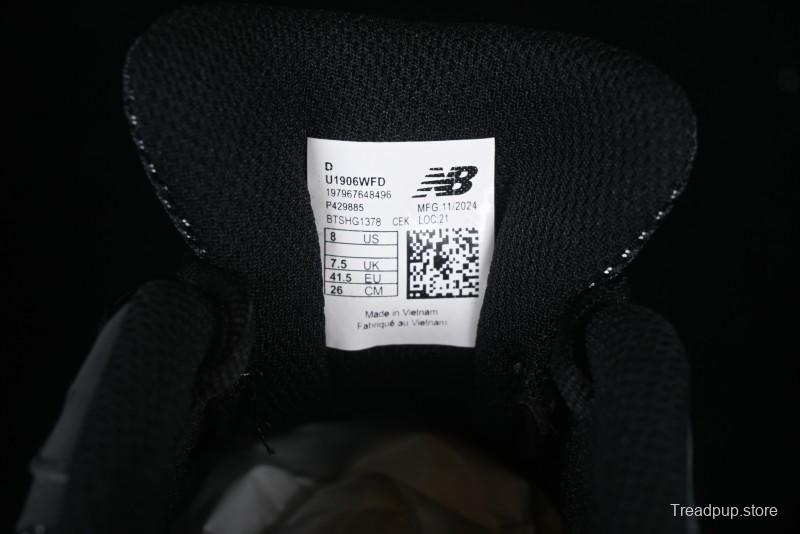 D
U1906WFD
197967648496
P429885
BTSHG1378 CEK
NB
MFG:11/2024
LOC:21
8 US
7.5 UK
41.5 EU
26 CM
Made in Vietnam
Fabriqué au Vietnam
Treadpup.store